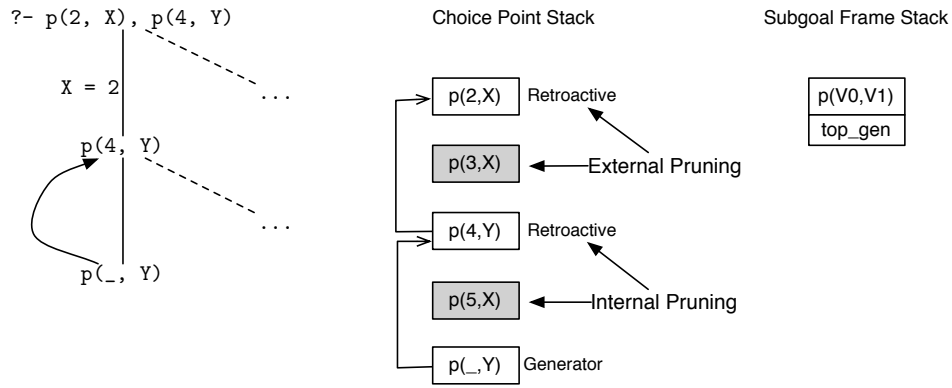 ?- p(2, X), p(4, Y)
X = 2
...
p(4, Y)
...
p(_, Y)
Choice Point Stack
p(2,X) Retroactive
p(3,X) External Pruning
p(4,Y) Retroactive
p(5,X) Internal Pruning
p(_,Y) Generator
Subgoal Frame Stack
p(V0,V1)
top_gen